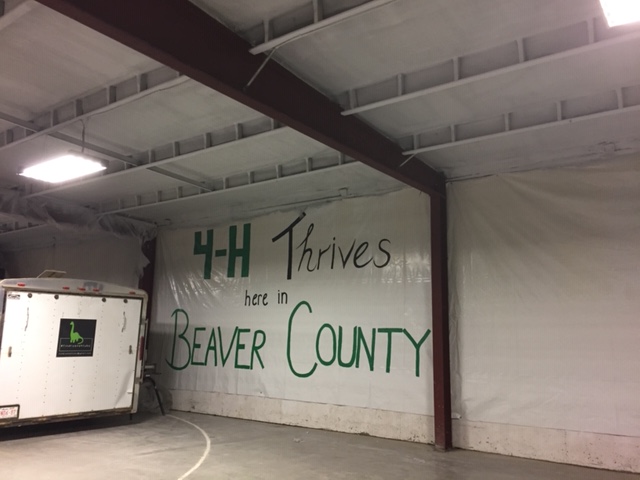 4-H Thrives
here in
BEAVER COUNTY